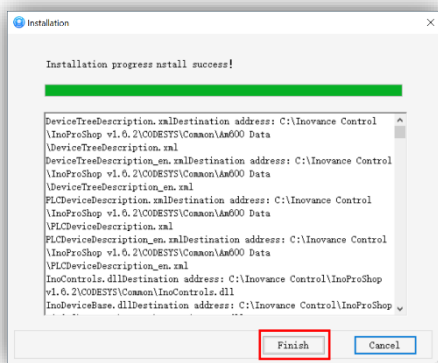 Installation
Installation progress nstall success!
DeviceTreeDescription.xmlDestination address: C:\Inovance Control
\InoProShop v1.6.2\CODESYS\Common\Am600 Data
\DeviceTreeDescription.xml
DeviceTreeDescription_en.xmlDestination address: C:\Inovance Control
\InoProShop v1.6.2\CODESYS\Common\Am600 Data
\DeviceTreeDescription_en.xml
PLCDeviceDescription.xmlDestination address: C:\Inovance Control
\InoProShop v1.6.2\CODESYS\Common\Am600 Data
\PLCDeviceDescription.xml
PLCDeviceDescription_en.xmlDestination address: C:\Inovance Control
\InoProShop v1.6.2\CODESYS\Common\Am600 Data
\PLCDeviceDescription_en.xml
InoControls.dllDestination address: C:\Inovance Control\InoProShop
v1.6.2\CODESYS\Common\InoControls.dll
InoDeviceBase.dllDestination address: C:\Inovance Control\InoProShop
Finish
Cancel